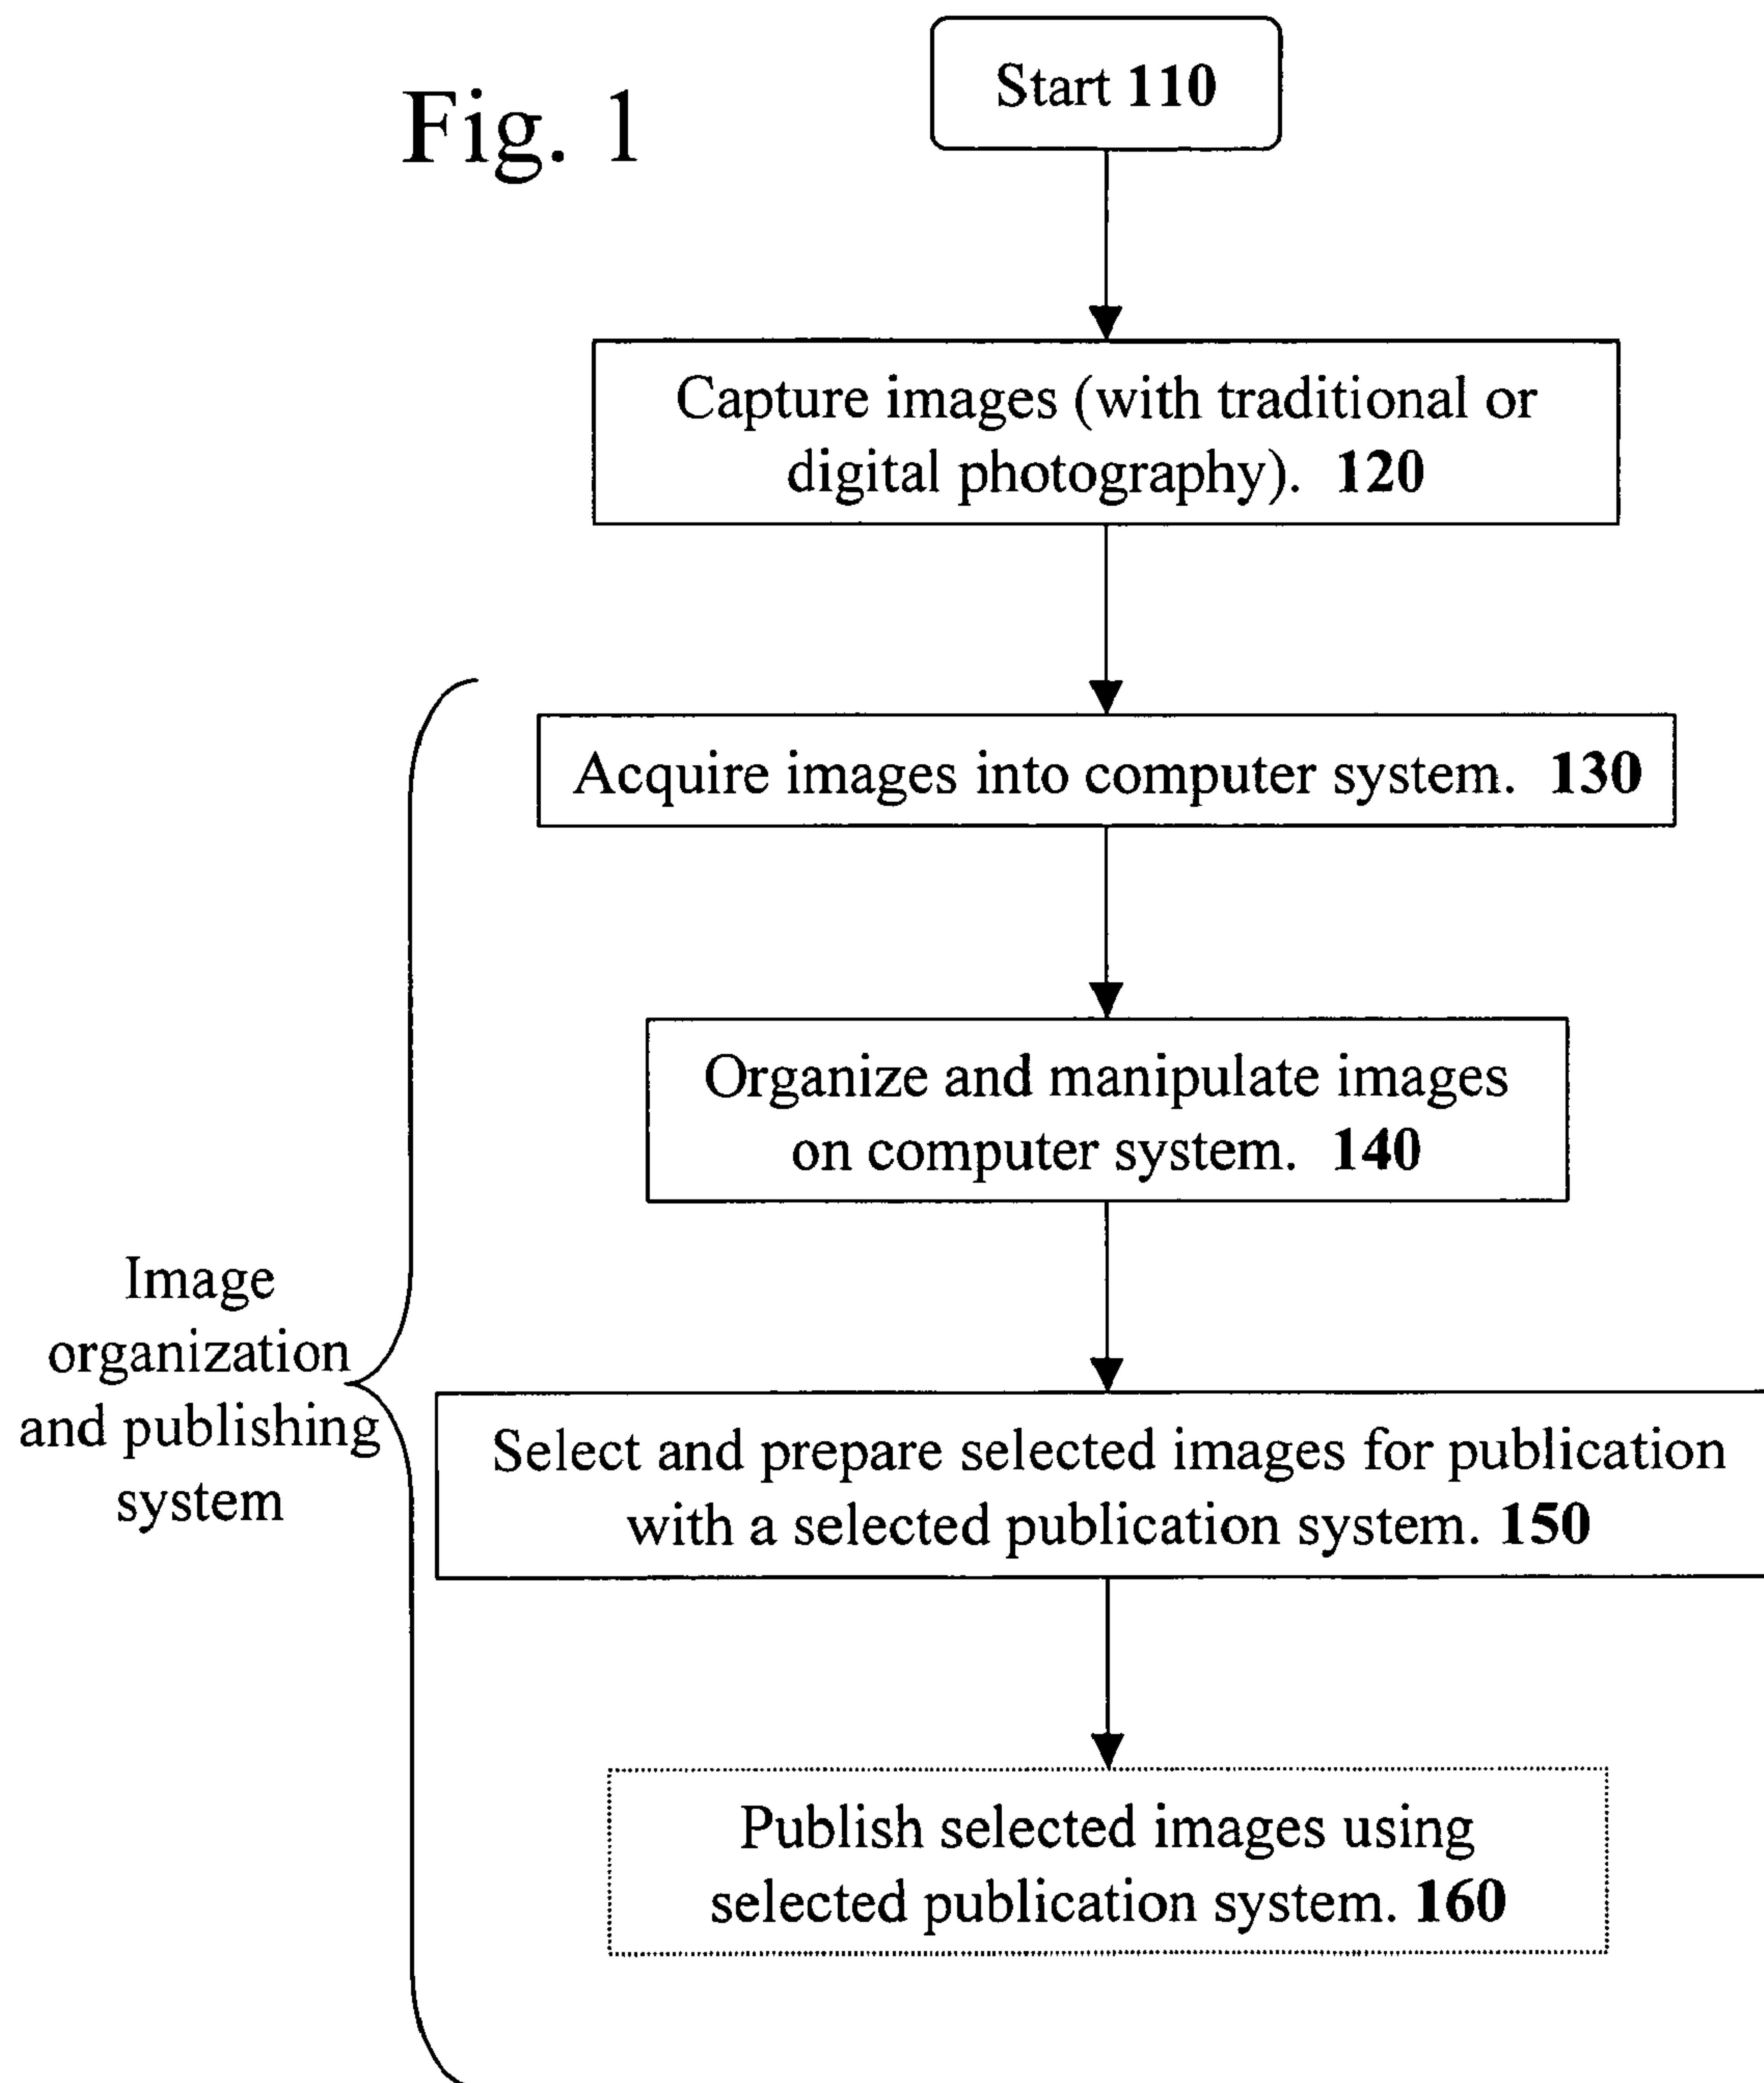 Fig. 1
Start 110
Capture images (with traditional or
digital photography). 120
Acquire images into computer system. 130
Organize and manipulate images
on computer system. 140
Image
organization
and publishing
system
Select and prepare selected images for publication
with a selected publication system. 150
Publish selected images using
selected publication system. 160